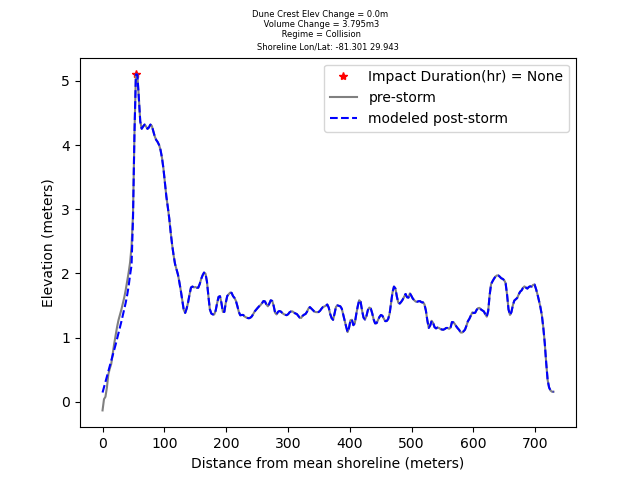 Dune Crest Elev Change = 0.0m
Volume Change = 3.795m3
Regime = Collision
Shoreline Lon/Lat: -81.301 29.943
Impact Duration(hr) = None
pre-storm
modeled post-storm
Elevation (meters)
5
4
3
2
1
0
0 100 200 300 400 500 600 700
Distance from mean shoreline (meters)